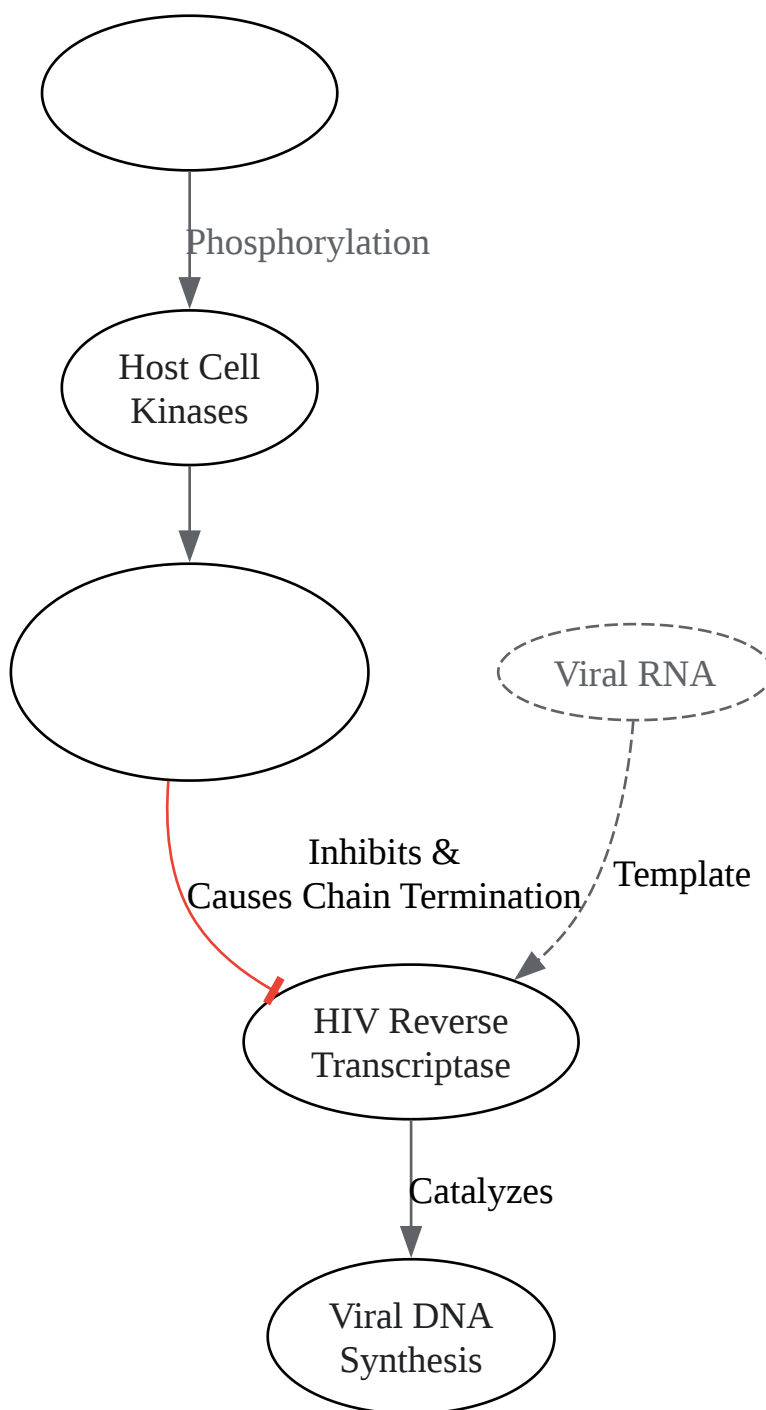 Phosphorylation
Host Cell
Kinases
Viral RNA
Inhibits &
Causes Chain Termination
Template
HIV Reverse
Transcriptase
Catalyzes
Viral DNA
Synthesis